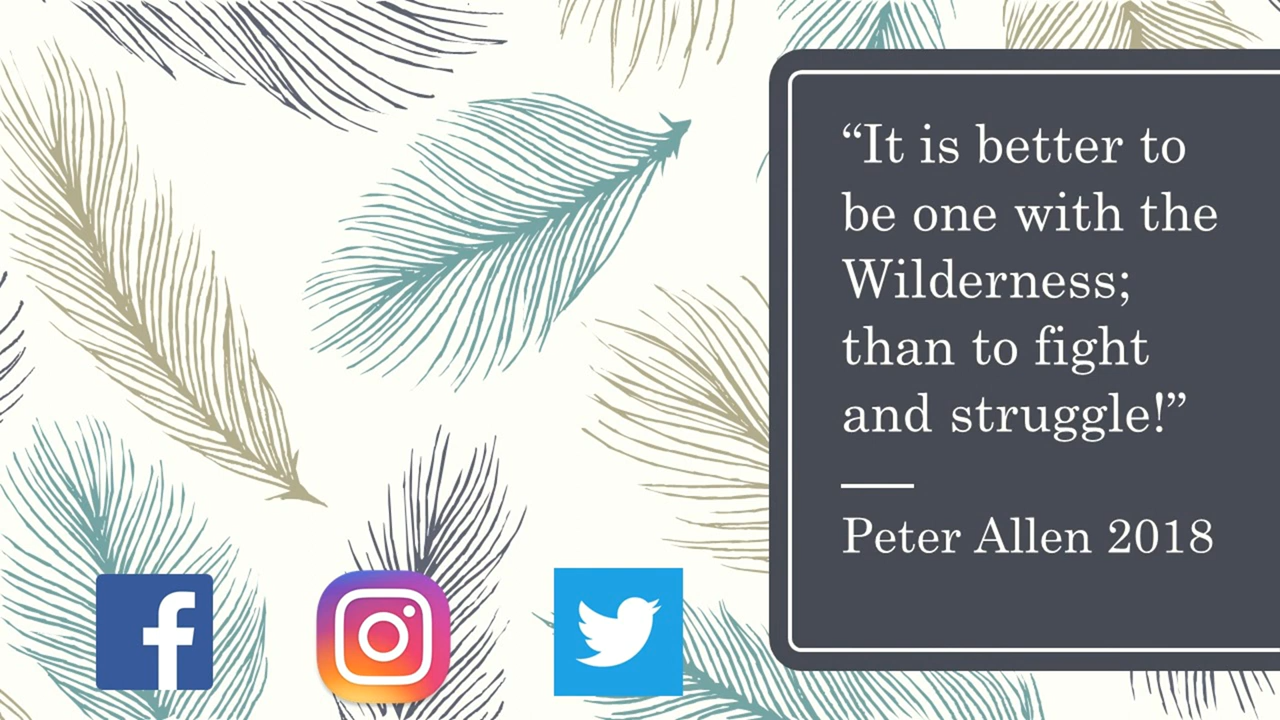 “It is better to
be one with the
Wilderness;
than to fight
and struggle!”
Peter Allen 2018